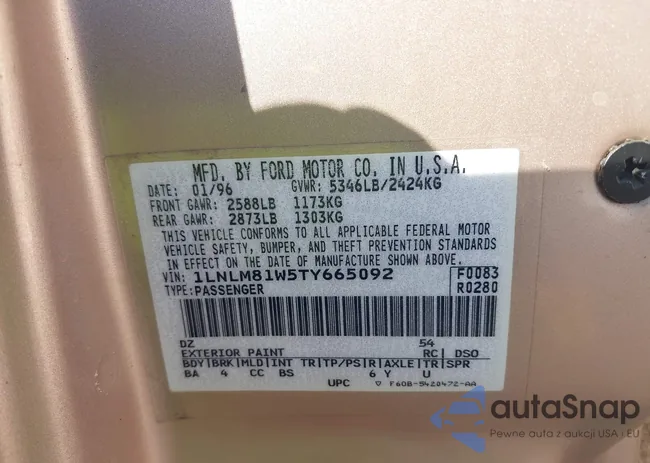 MFD. BY FORD MOTOR CO. IN U.S.A.
DATE: 01/96 GVWR: 5346LB/2424KG
FRONT GAWR: 2588LB 1173KG
REAR GAWR: 2873LB 1303KG
THIS VEHICLE CONFORMS TO ALL APPLICABLE FEDERAL MOTOR
VEHICLE SAFETY, BUMPER, AND THEFT PREVENTION STANDARDS
IN EFFECT ON THE DATE OF MANUFACTURE SHOWN ABOVE.
VIN: 1LNLM81W5TY665092 F0083
TYPE: PASSENGER R0280
DZ 54
EXTERIOR PAINT RC DSO
BDY BRK MLD INT TR TP/PS R AXLE TR SPR
BA 4 CC BS 6 Y U
UPC F60B-5420472-AA
autaSnap
Pewne auta z aukcji USA i EU